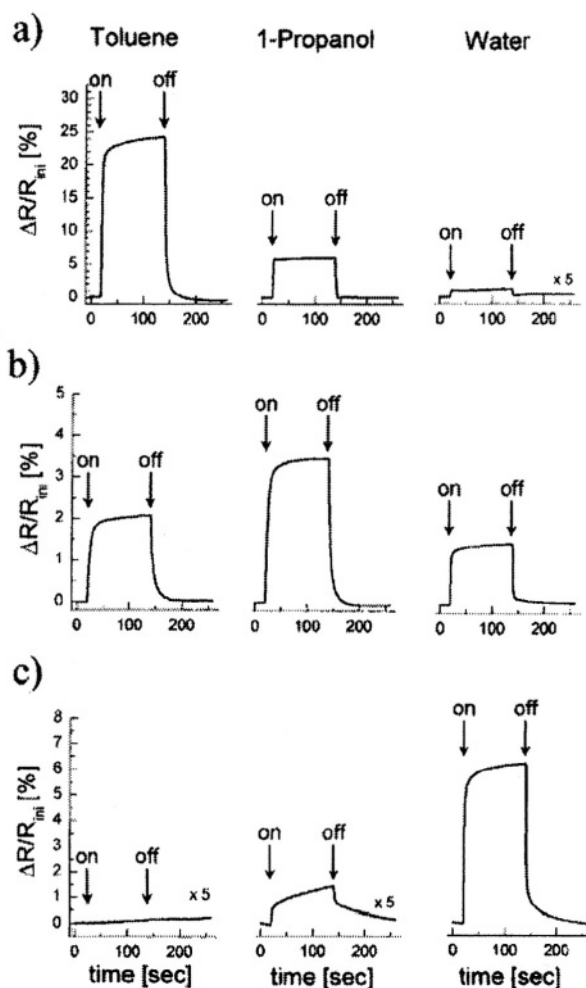 a)
Toluene 1-Propanol Water
on off
on off
on off
ΔR/R_ini [%]
30
25
20
15
10
5
0
x 5
0 100 200
0 100 200
0 100 200
b)
on off
on off
on off
ΔR/R_ini [%]
5
4
3
2
1
0
0 100 200
0 100 200
0 100 200
c)
on off
on off
on off
ΔR/R_ini [%]
8
7
6
5
4
3
2
1
0
x 5
x 5
0 100 200
0 100 200
0 100 200
time [sec] time [sec] time [sec]